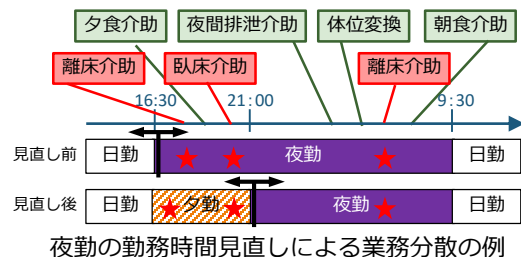 夕食介助 夜間排泄介助 体位変換 朝食介助
離床介助 臥床介助 離床介助
16:30 21:00 9:30
見直し前 日勤 夜勤 日勤
見直し後 日勤 夕勤 夜勤 日勤
夜勤の勤務時間見直しによる業務分散の例